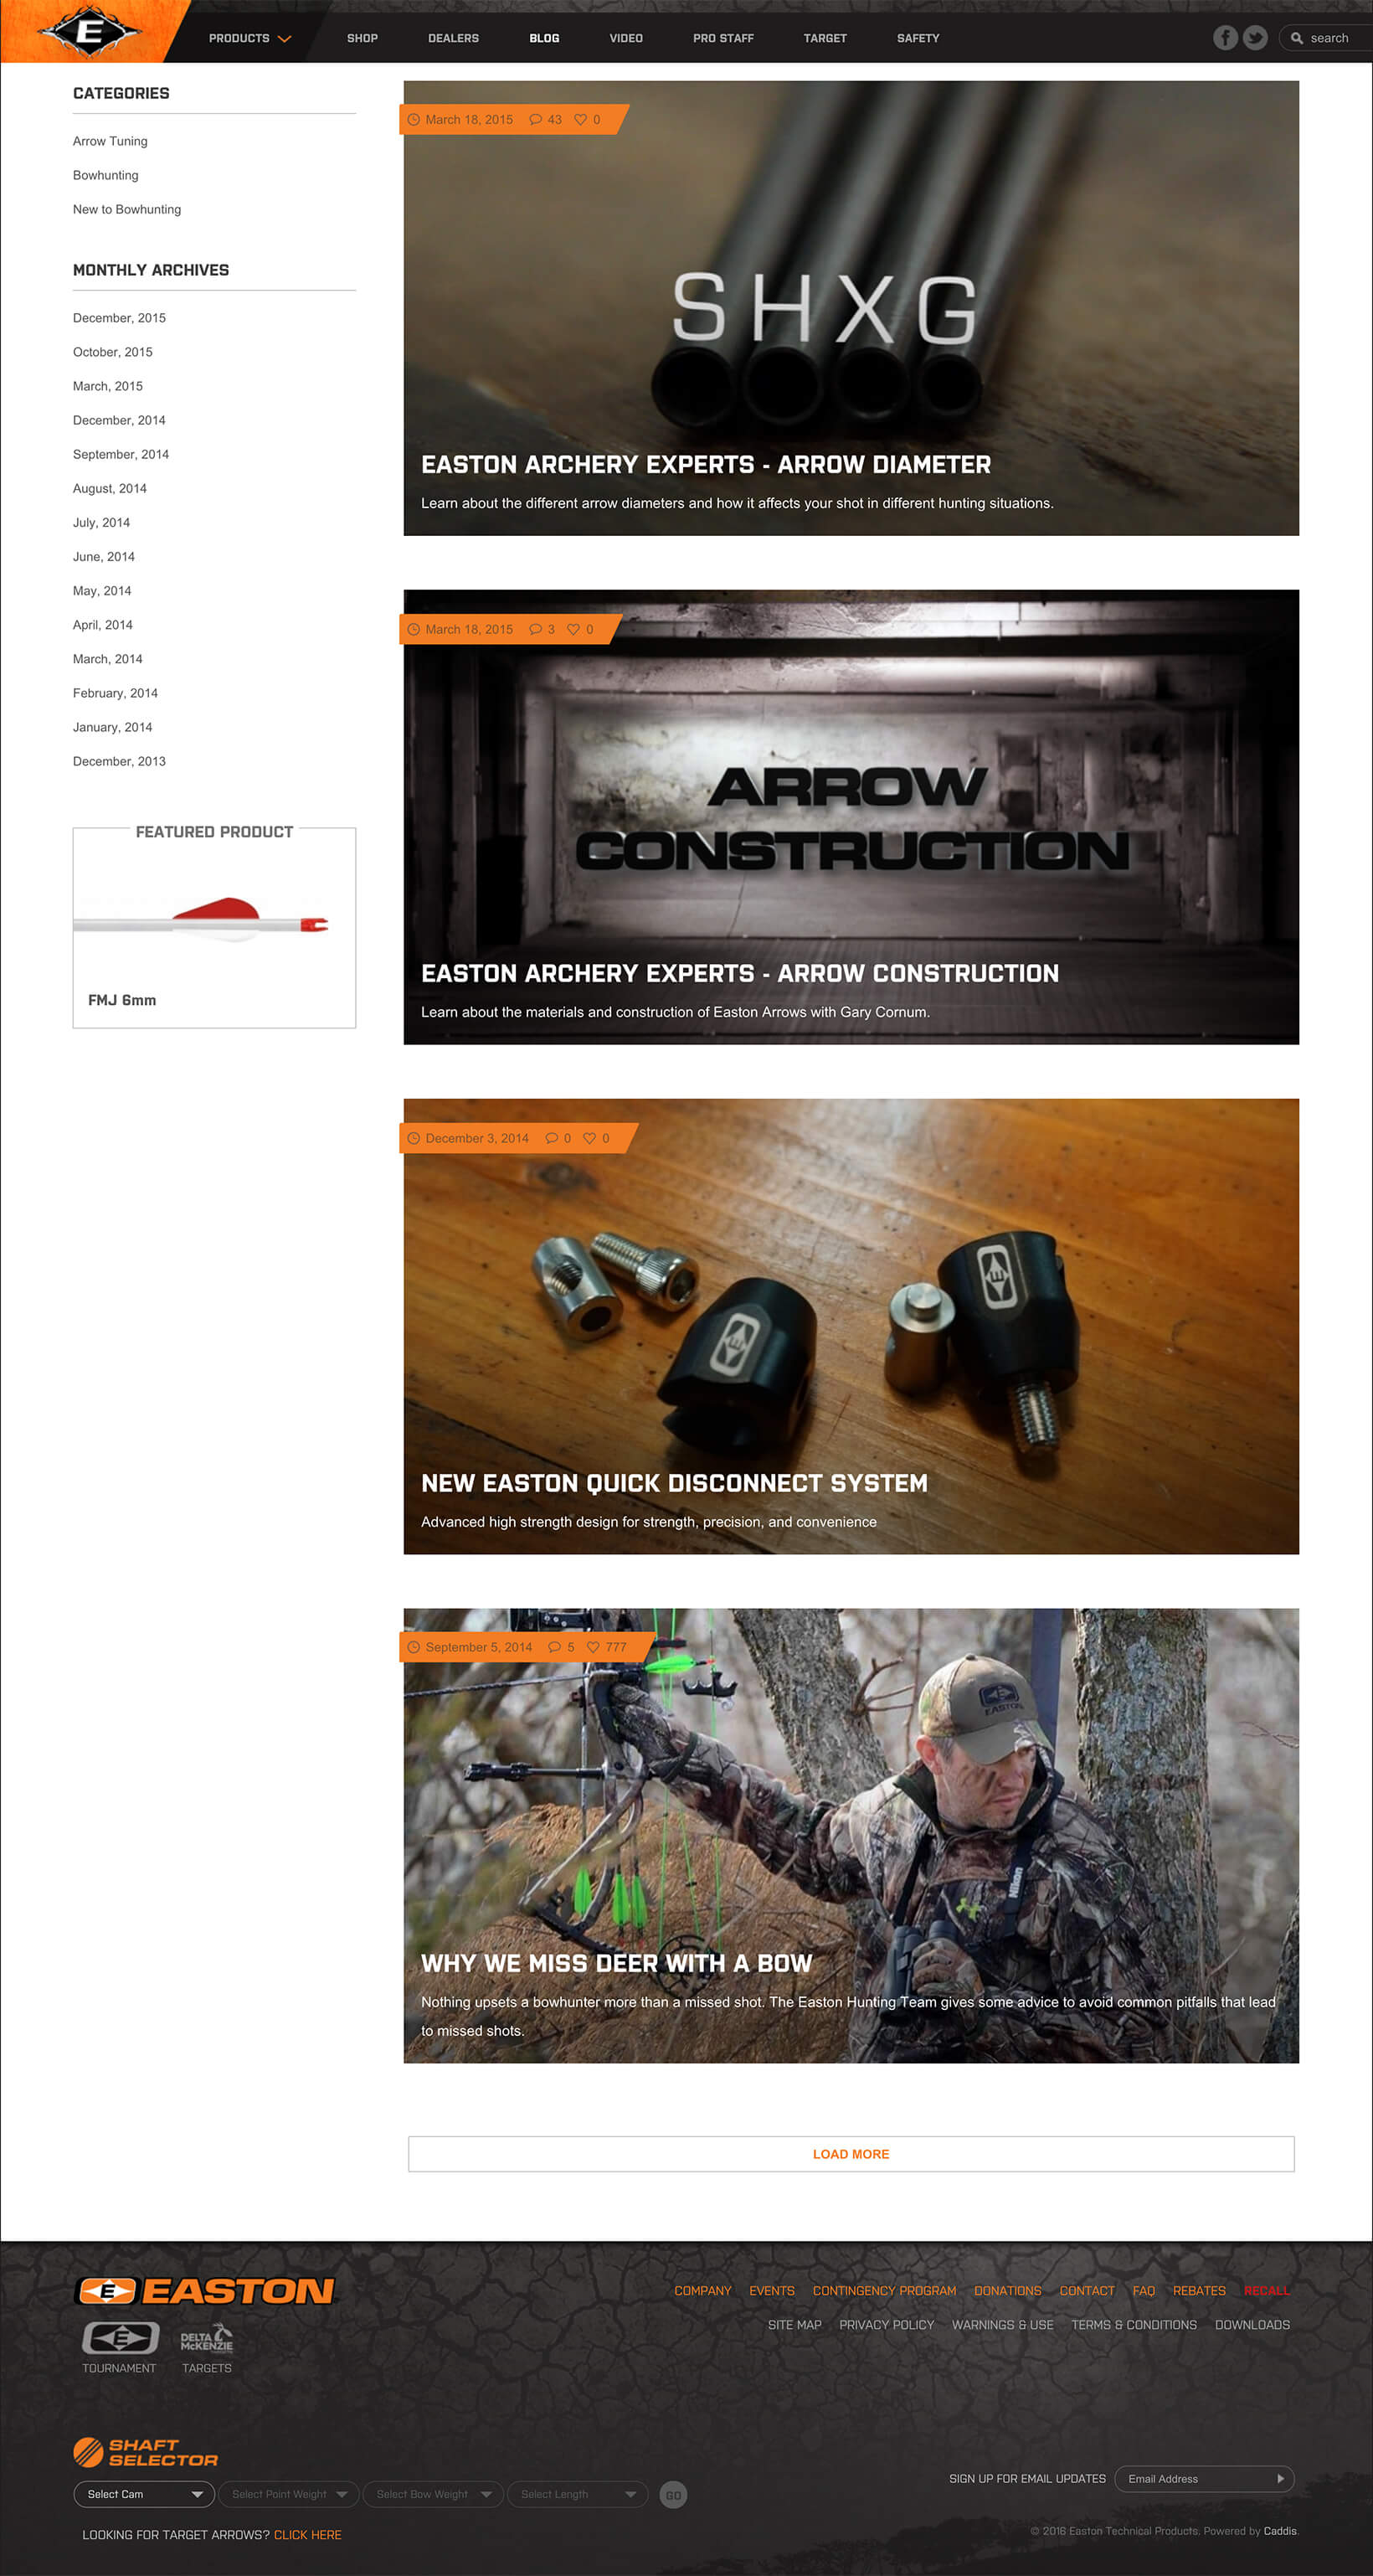 E
PRODUCTS SHOP DEALERS BLOG VIDEO PRO STAFF TARGET SAFETY search
CATEGORIES
Arrow Tuning
Bowhunting
New to Bowhunting
MONTHLY ARCHIVES
December, 2015
October, 2015
March, 2015
December, 2014
September, 2014
August, 2014
July, 2014
June, 2014
May, 2014
April, 2014
March, 2014
February, 2014
January, 2014
December, 2013
FEATURED PRODUCT
FMJ 6mm
March 18, 2015 43 0
SHXG
EASTON ARCHERY EXPERTS - ARROW DIAMETER
Learn about the different arrow diameters and how it affects your shot in different hunting situations.
March 18, 2015 3 0
ARROW
CONSTRUCTION
EASTON ARCHERY EXPERTS - ARROW CONSTRUCTION
Learn about the materials and construction of Easton Arrows with Gary Cornum.
December 3, 2014 0 0
E
E
NEW EASTON QUICK DISCONNECT SYSTEM
Advanced high strength design for strength, precision, and convenience
September 5, 2014 5 777
EASTON
Nikon
WHY WE MISS DEER WITH A BOW
Nothing upsets a bowhunter more than a missed shot. The Easton Hunting Team gives some advice to avoid common pitfalls that lead
to missed shots.
LOAD MORE
E EASTON
E
DELTA
McKENZIE
TOURNAMENT TARGETS
COMPANY EVENTS CONTINGENCY PROGRAM DONATIONS CONTACT FAQ REBATES RECALL
SITE MAP PRIVACY POLICY WARNINGS & USE TERMS & CONDITIONS DOWNLOADS
SHAFT
SELECTOR
Select Cam Select Point Weight Select Bow Weight Select Length GO
LOOKING FOR TARGET ARROWS? CLICK HERE
SIGN UP FOR EMAIL UPDATES Email Address
© 2016 Easton Technical Products. Powered by Caddis.